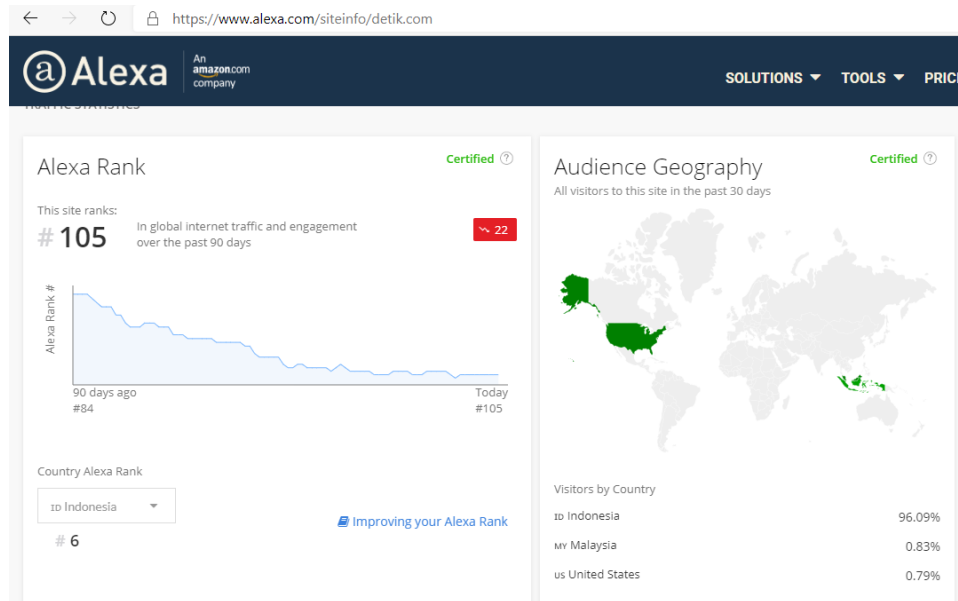 https://www.alexa.com/siteinfo/detik.com
@Alexa
An
amazon.com
company
SOLUTIONS
TOOLS
TRAFFIC STATISTICS
Alexa Rank
Certified ?
This site ranks:
# 105
In global internet traffic and engagement
over the past 90 days
22
Alexa Rank #
90 days ago
#84
Today
#105
Country Alexa Rank
ID Indonesia
Improving your Alexa Rank
# 6
Audience Geography
Certified ?
All visitors to this site in the past 30 days
Visitors by Country
ID Indonesia 96.09%
MY Malaysia 0.83%
US United States 0.79%